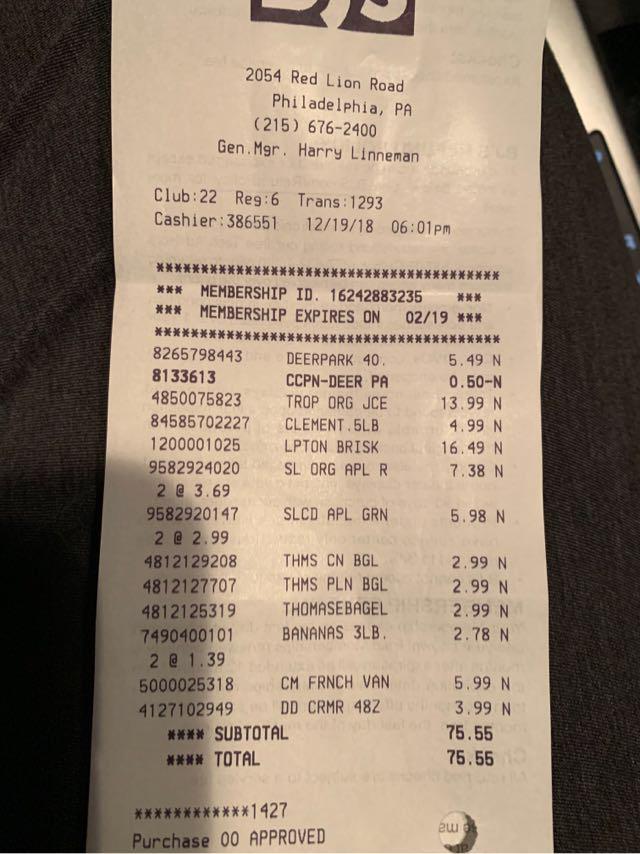 2054 Red Lion Road
Philadelphia, PA
(215) 676-2400
Gen.Mgr. Harry Linneman
Club:22 Reg:6 Trans:1293
Cashier:386551 12/19/18 06:01pm
*******************************************
*** MEMBERSHIP ID. 16242883235 ***
*** MEMBERSHIP EXPIRES ON 02/19 ***
*******************************************
8265798443 DEERPARK 40. 5.49 N
8133613 CCPN-DEER PA 0.50-N
4850075823 TROP ORG JCE 13.99 N
84585702227 CLEMENT.5LB 4.99 N
1200001025 LPTON BRISK 16.49 N
9582924020 SL ORG APL R 7.38 N
2 @ 3.69
9582920147 SLCD APL GRN 5.98 N
2 @ 2.99
4812129208 THMS CN BGL 2.99 N
4812127707 THMS PLN BGL 2.99 N
4812125319 THOMASEBAGEL 2.99 N
7490400101 BANANAS 3LB. 2.78 N
2 @ 1.39
5000025318 CM FRNCH VAN 5.99 N
4127102949 DD CRMR 48Z 3.99 N
**** SUBTOTAL 75.55
**** TOTAL 75.55
************1427
Purchase 00 APPROVED